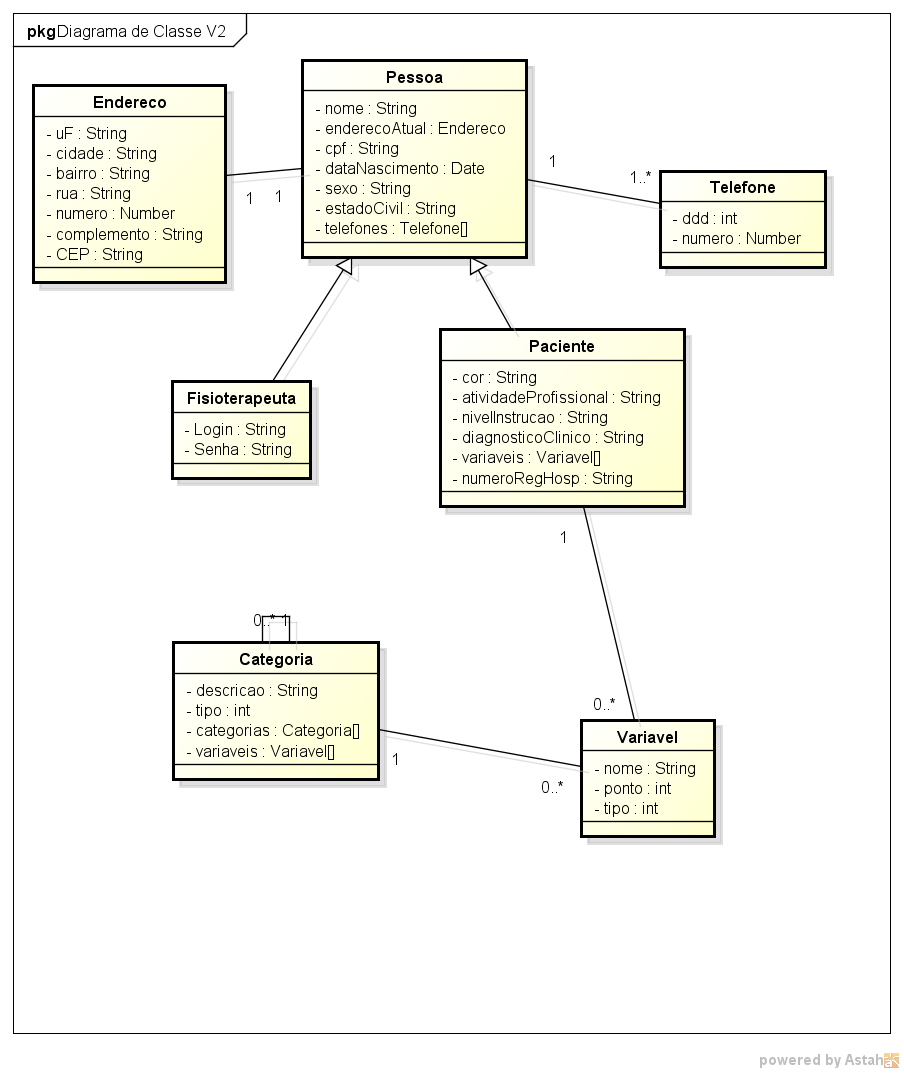 pkg Diagrama de Classe V2
Endereco
- uF : String
- cidade : String
- bairro : String
- rua : String
- numero : Number
- complemento : String
- CEP : String
Pessoa
- nome : String
- enderecoAtual : Endereco
- cpf : String
- dataNascimento : Date
- sexo : String
- estadoCivil : String
- telefones : Telefone[]
1
1
1
1..*
Telefone
- ddd : int
- numero : Number
Fisioterapeuta
- Login : String
- Senha : String
Paciente
- cor : String
- atividadeProfissional : String
- nivelInstrucao : String
- diagnosticoClinico : String
- variaveis : Variavel[]
- numeroRegHosp : String
1
0..*
0..* 1
Categoria
- descricao : String
- tipo : int
- categorias : Categoria[]
- variaveis : Variavel[]
1
0..*
Variavel
- nome : String
- ponto : int
- tipo : int
powered by Astah